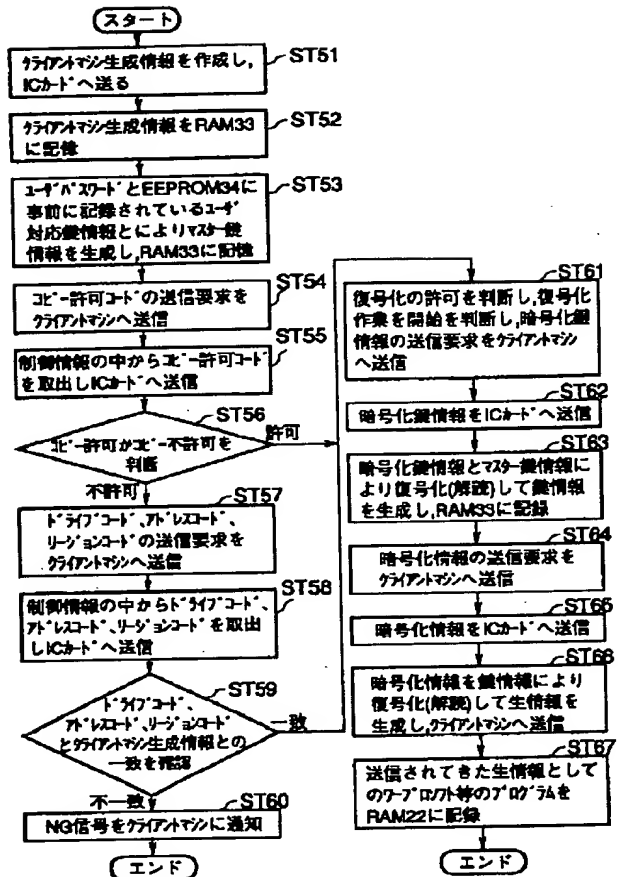 スタート
ST51
クライアントマシン生成情報を作成し,
ICカードへ送る
ST52
クライアントマシン生成情報をRAM33
に記録
ST53
ユーザパスワードとEEPROM34に
事前に記録されているユーザ
対応鍵情報とによりマスター鍵
情報を生成し,RAM33に記憶
ST54
コピー許可コードの送信要求を
クライアントマシンへ送信
ST55
制御情報の中からコピー許可コード
を取出しICカードへ送信
ST56
コピー許可かコピー不許可を
判断
許可
不許可
ST57
ドライブコード、アドレスコード、
リージョンコードの送信要求を
クライアントマシンへ送信
ST58
制御情報の中からドライブコード、
アドレスコード、リージョンコードを取出
しICカードへ送信
ST59
ドライブコード、
アドレスコード、リージョンコード
とクライアントマシン生成情報との
一致を確認
一致
不一致
ST60
NG信号をクライアントマシンに通知
エンド
ST61
復号化の許可を判断し,復号化
作業を開始を判断し,暗号化鍵
情報の送信要求をクライアントマシン
へ送信
ST62
暗号化鍵情報をICカードへ送信
ST63
暗号化鍵情報とマスター鍵情報に
より復号化(解読)して鍵情報
を生成し,RAM33に記録
ST64
暗号化情報の送信要求を
クライアントマシンへ送信
ST65
暗号化情報をICカードへ送信
ST66
暗号化情報を鍵情報により
復号化(解読)して生情報を
生成し,クライアントマシンへ送信
ST67
送信されてきた生情報として
のワープロソフト等のプログラムを
RAM22に記録
エンド